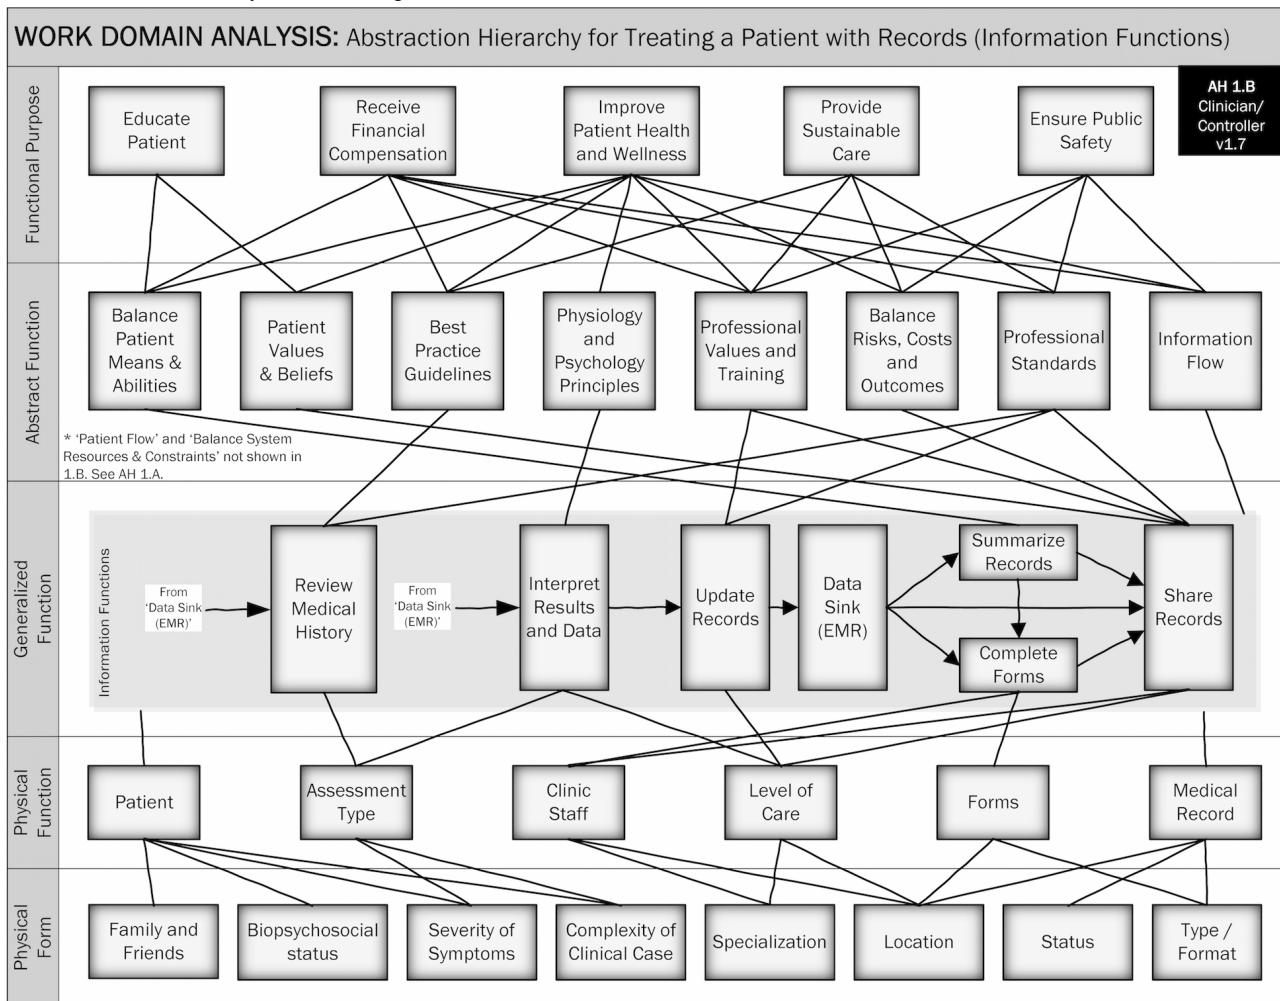 WORK DOMAIN ANALYSIS: Abstraction Hierarchy for Treating a Patient with Records (Information Functions)
AH 1.B
Clinician/
Controller
v1.7
Functional Purpose
Educate
Patient
Receive
Financial
Compensation
Improve
Patient Health
and Wellness
Provide
Sustainable
Care
Ensure Public
Safety
Abstract Function
Balance
Patient
Means &
Abilities
Patient
Values
& Beliefs
Best
Practice
Guidelines
Physiology
and
Psychology
Principles
Professional
Values and
Training
Balance
Risks, Costs
and
Outcomes
Professional
Standards
Information
Flow
* 'Patient Flow' and 'Balance System
Resources & Constraints' not shown in
1.B. See AH 1.A.
Generalized
Function
Information Functions
From
'Data Sink
(EMR)'
Review
Medical
History
From
'Data Sink
(EMR)'
Interpret
Results
and Data
Update
Records
Data
Sink
(EMR)
Summarize
Records
Complete
Forms
Share
Records
Physical
Function
Patient
Assessment
Type
Clinic
Staff
Level of
Care
Forms
Medical
Record
Physical
Form
Family and
Friends
Biopsychosocial
status
Severity of
Symptoms
Complexity of
Clinical Case
Specialization
Location
Status
Type /
Format